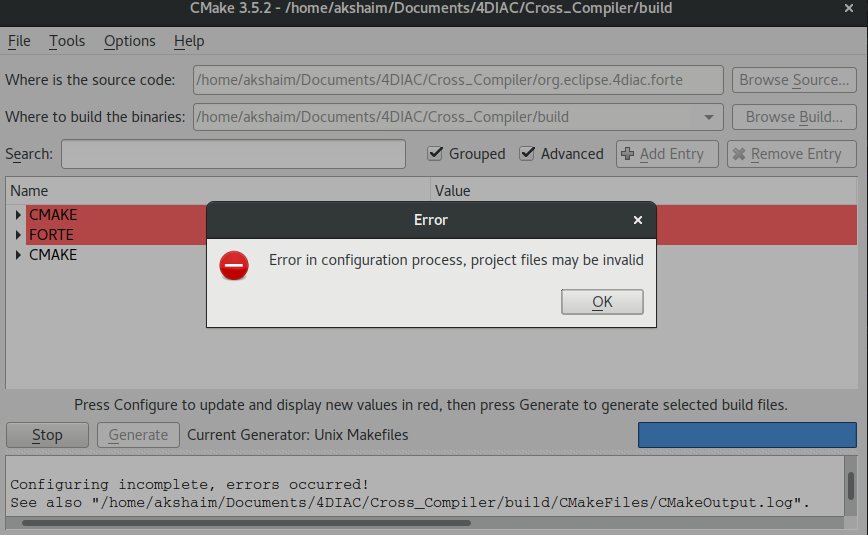 CMake 3.5.2 - /home/akshaim/Documents/4DIAC/Cross_Compiler/build
File Tools Options Help
Where is the source code: /home/akshaim/Documents/4DIAC/Cross_Compiler/org.eclipse.4diac.forte Browse Source...
Where to build the binaries: /home/akshaim/Documents/4DIAC/Cross_Compiler/build Browse Build...
Search: Grouped Advanced Add Entry Remove Entry
Name Value
CMAKE
FORTE
CMAKE
Error
Error in configuration process, project files may be invalid
OK
Press Configure to update and display new values in red, then press Generate to generate selected build files.
Stop Generate Current Generator: Unix Makefiles
Configuring incomplete, errors occurred!
See also "/home/akshaim/Documents/4DIAC/Cross_Compiler/build/CMakeFiles/CMakeOutput.log".